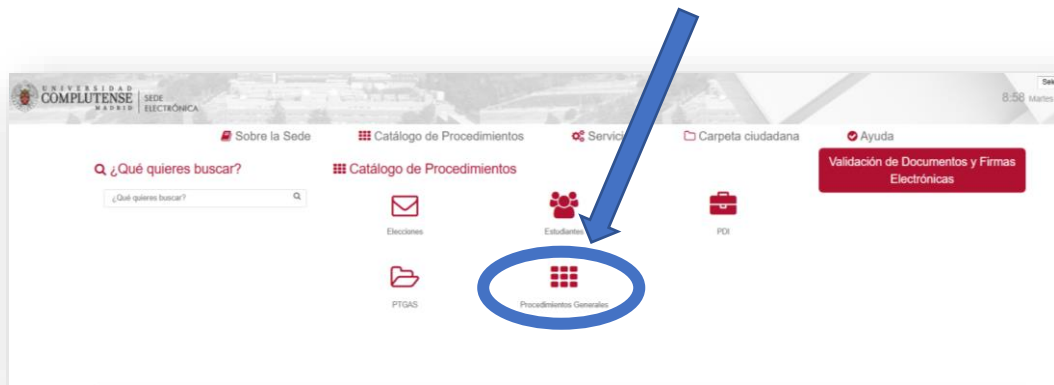 UNIVERSIDAD
COMPLUTENSE
MADRID
SEDE
ELECTRÓNICA
8:58 Martes
Sobre la Sede
Catálogo de Procedimientos
Carpeta ciudadana
Ayuda
¿Qué quieres buscar?
Catálogo de Procedimientos
Validación de Documentos y Firmas
Electrónicas
¿Qué quieres buscar?
Elecciones
Estudiantes
PDI
PTGAS
Procedimientos Generales